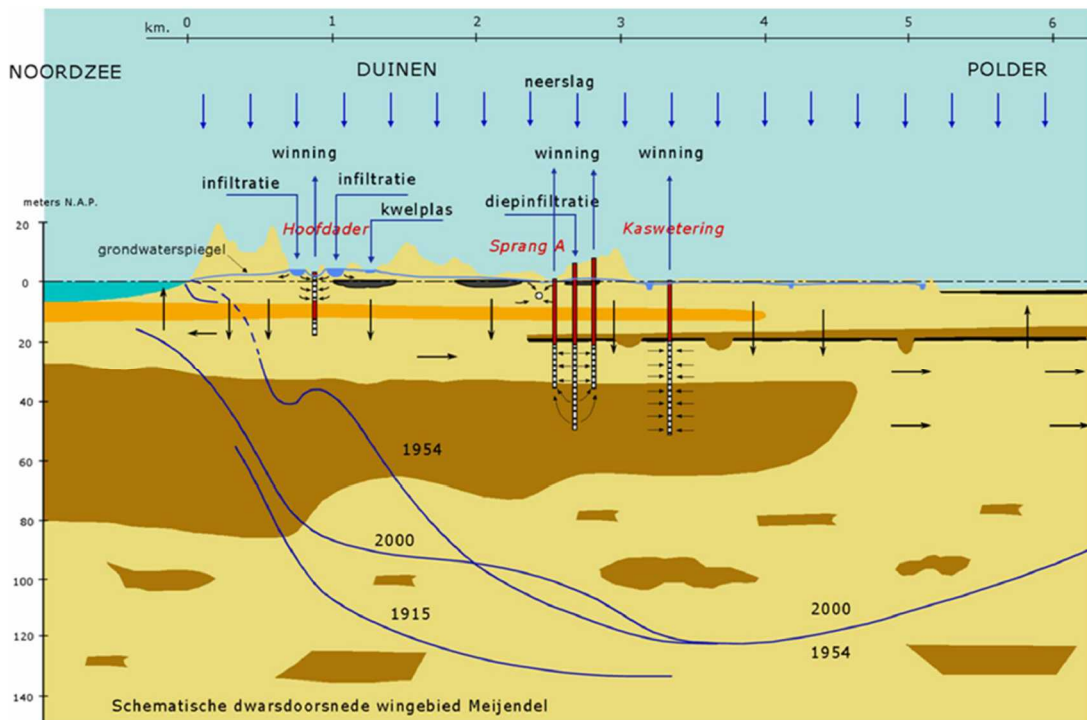 km. 0 1 2 3 4 5 6
NOORDZEE DUINEN POLDER
neerslag
winning winning winning
infiltratie infiltratie
kwelplas diepinfiltratie
meters N.A.P.
Hoofdader Sprang A Kaswetering
20
grondwaterspiegel
0
20
40
1954
60
80
2000
100
1915 2000
120
1954
140
Schematische dwarsdoorsnede wingebied Meijendel